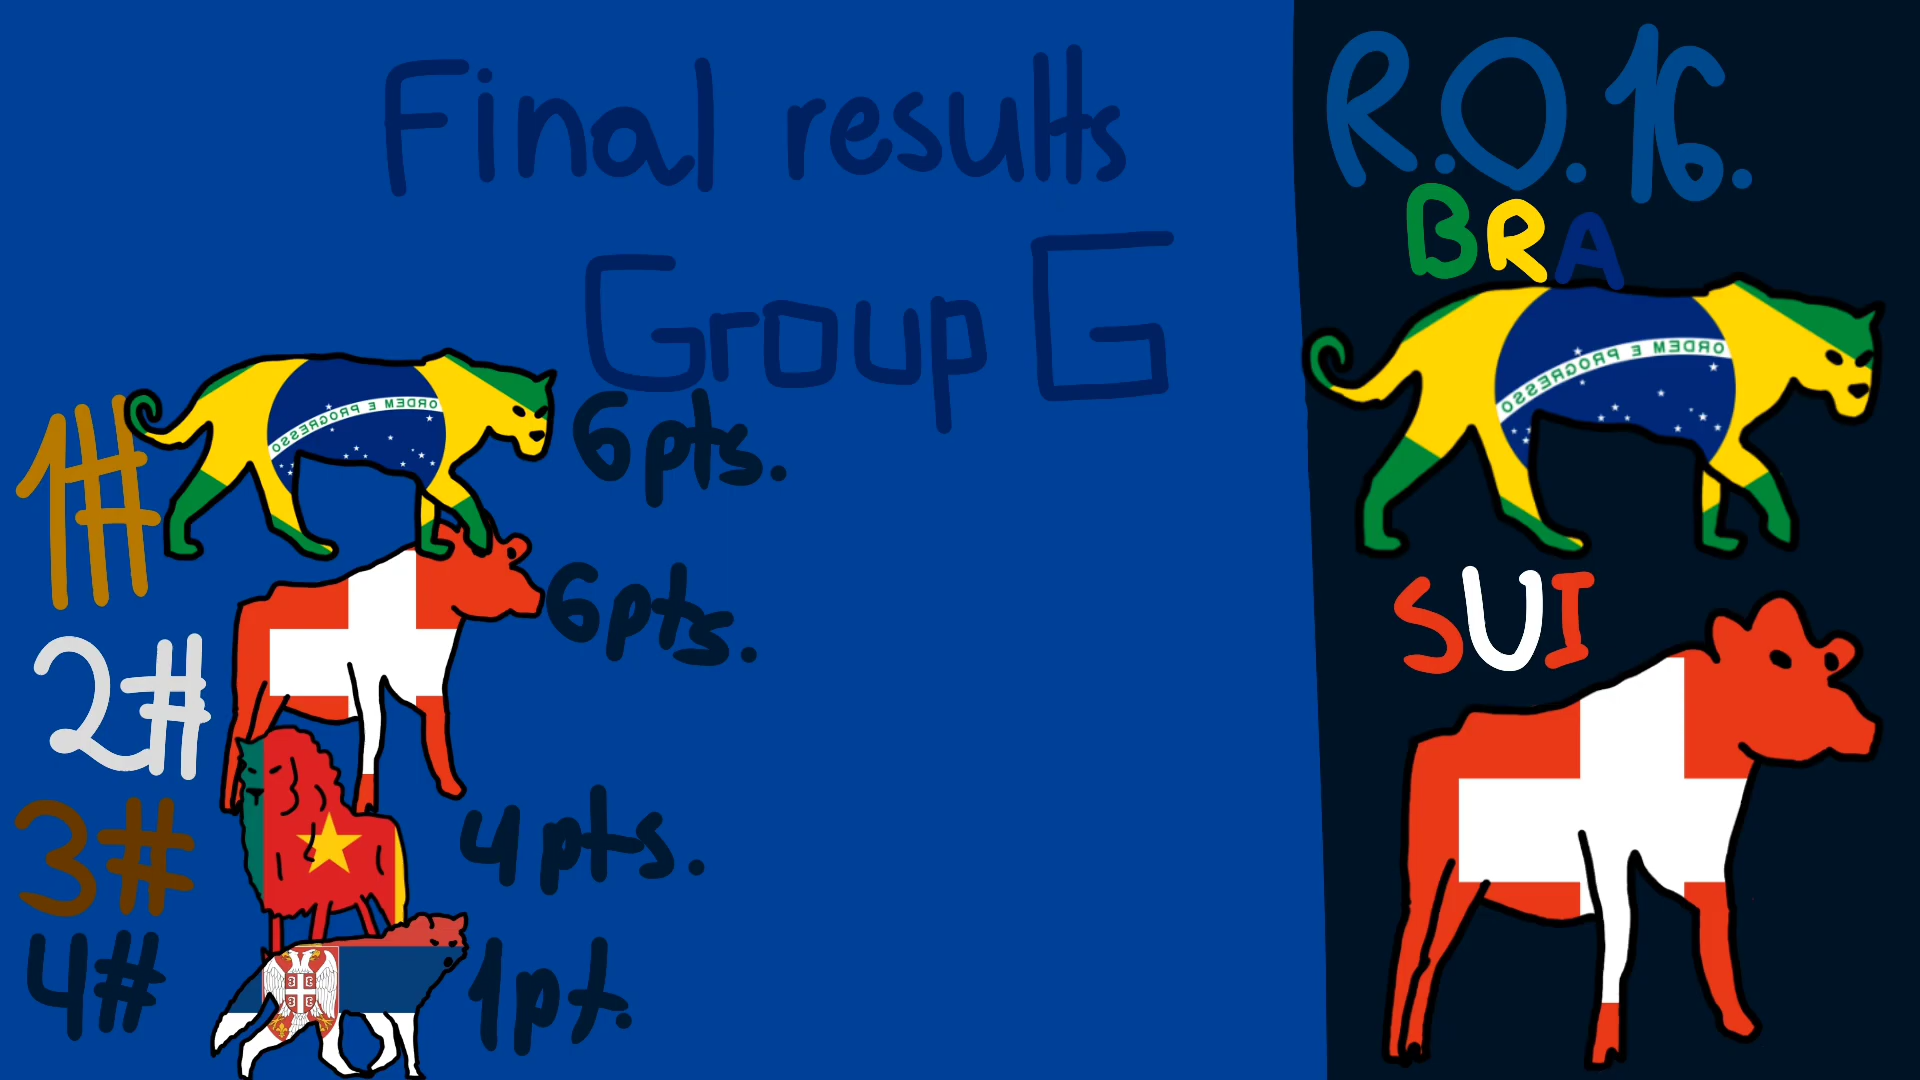 Final results
Group G
1# ORDEM E PROGRESSO 6pts.
2# 6pts.
3# 4pts.
4# 1pt.
R.O.16.
BRA
ORDEM E PROGRESSO
SUI